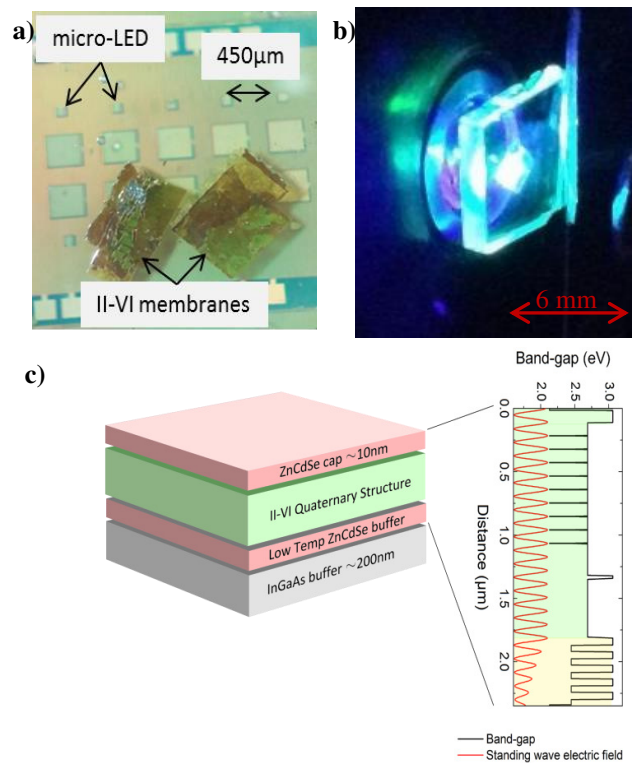 a)
micro-LED
450µm
II-VI membranes
b)
6 mm
c)
ZnCdSe cap ~10nm
II-VI Quaternary Structure
Low Temp ZnCdSe buffer
InGaAs buffer ~200nm
Band-gap (eV)
2.0 2.5 3.0
0.0
0.5
1.0
1.5
2.0
Distance (µm)
Band-gap
Standing wave electric field